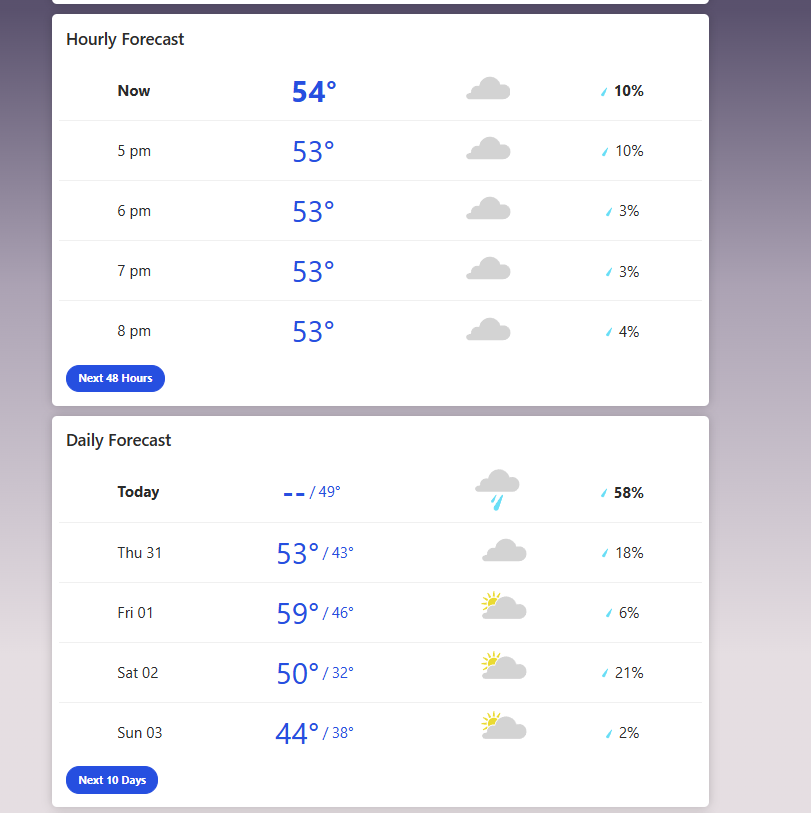 Hourly Forecast
Now 54° 10%
5 pm 53° 10%
6 pm 53° 3%
7 pm 53° 3%
8 pm 53° 4%
Next 48 Hours
Daily Forecast
Today -- / 49° 58%
Thu 31 53° / 43° 18%
Fri 01 59° / 46° 6%
Sat 02 50° / 32° 21%
Sun 03 44° / 38° 2%
Next 10 Days